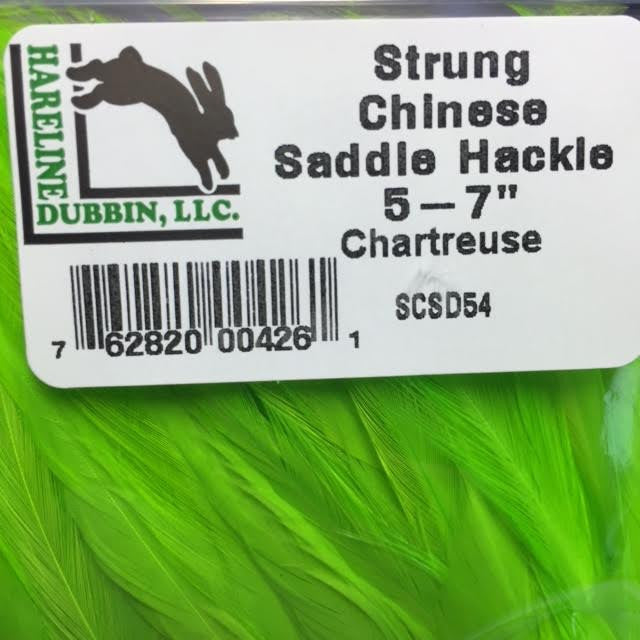 HARELINE
DUBBIN, LLC.
Strung
Chinese
Saddle Hackle
5–7"
Chartreuse
SCSD54
7 62820 00426 1